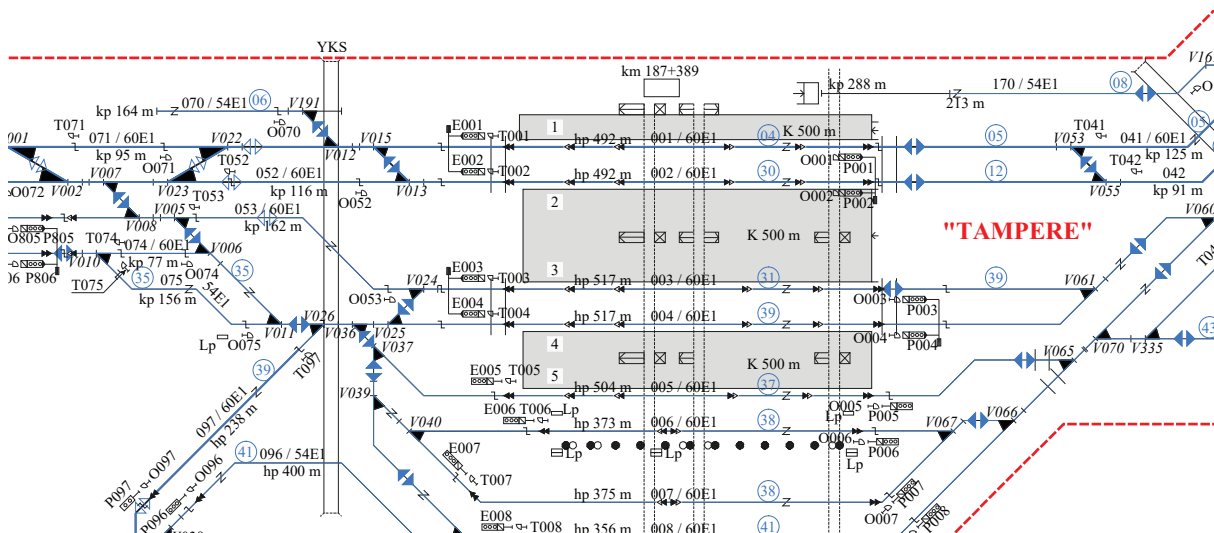 YKS
km 187+389
kp 288 m
170 / 54E1
08
V161
213 m
kp 164 m
070 / 54E1
06
V191
O070
T071
001
071 / 60E1
V022
kp 95 m
O071
T052
V012
V015
E001
T001
1
K 500 m
hp 492 m
001 / 60E1
04
O001
P001
05
V053
T041
041 / 60E1
kp 125 m
05
O072
V002
V007
V023
052 / 60E1
kp 116 m
O052
V013
E002
T002
hp 492 m
002 / 60E1
30
O002
P002
12
T042
042
V055
kp 91 m
2
T053
V008
V005
053 / 60E1
kp 162 m
"TAMPERE"
V060
O805
P805
T074
074 / 60E1
V006
kp 77 m
K 500 m
06
P806
V010
35
O074
35
T075
075
kp 156 m
54E1
O053
V024
E003
T003
3
hp 517 m
003 / 60E1
31
O003
P003
39
V061
E004
T004
hp 517 m
004 / 60E1
39
O004
P004
Lp
O075
V011
V026
V036
V025
V037
T097
4
K 500 m
5
V070
V335
43
V065
39
E005
T005
hp 504 m
005 / 60E1
37
O005
P005
V039
097 / 60E1
hp 238 m
V040
E006
T006
Lp
hp 373 m
006 / 60E1
38
Lp
O006
P006
V067
V066
Lp
Lp
Lp
41
096 / 54E1
hp 400 m
E007
T007
O097
P097
O096
P096
hp 375 m
007 / 60E1
38
O007
P007
P008
E008
T008
hp 356 m
008 / 60E1
41